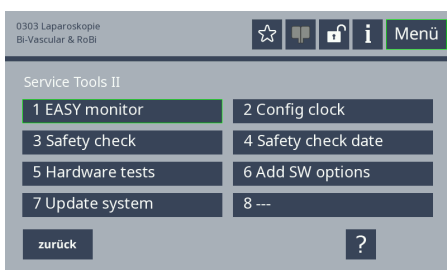 0303 Laparoskopie
Bi-Vascular & RoBi
i
Menü
Service Tools II
1 EASY monitor
2 Config clock
3 Safety check
4 Safety check date
5 Hardware tests
6 Add SW options
7 Update system
8 ---
zurück
?